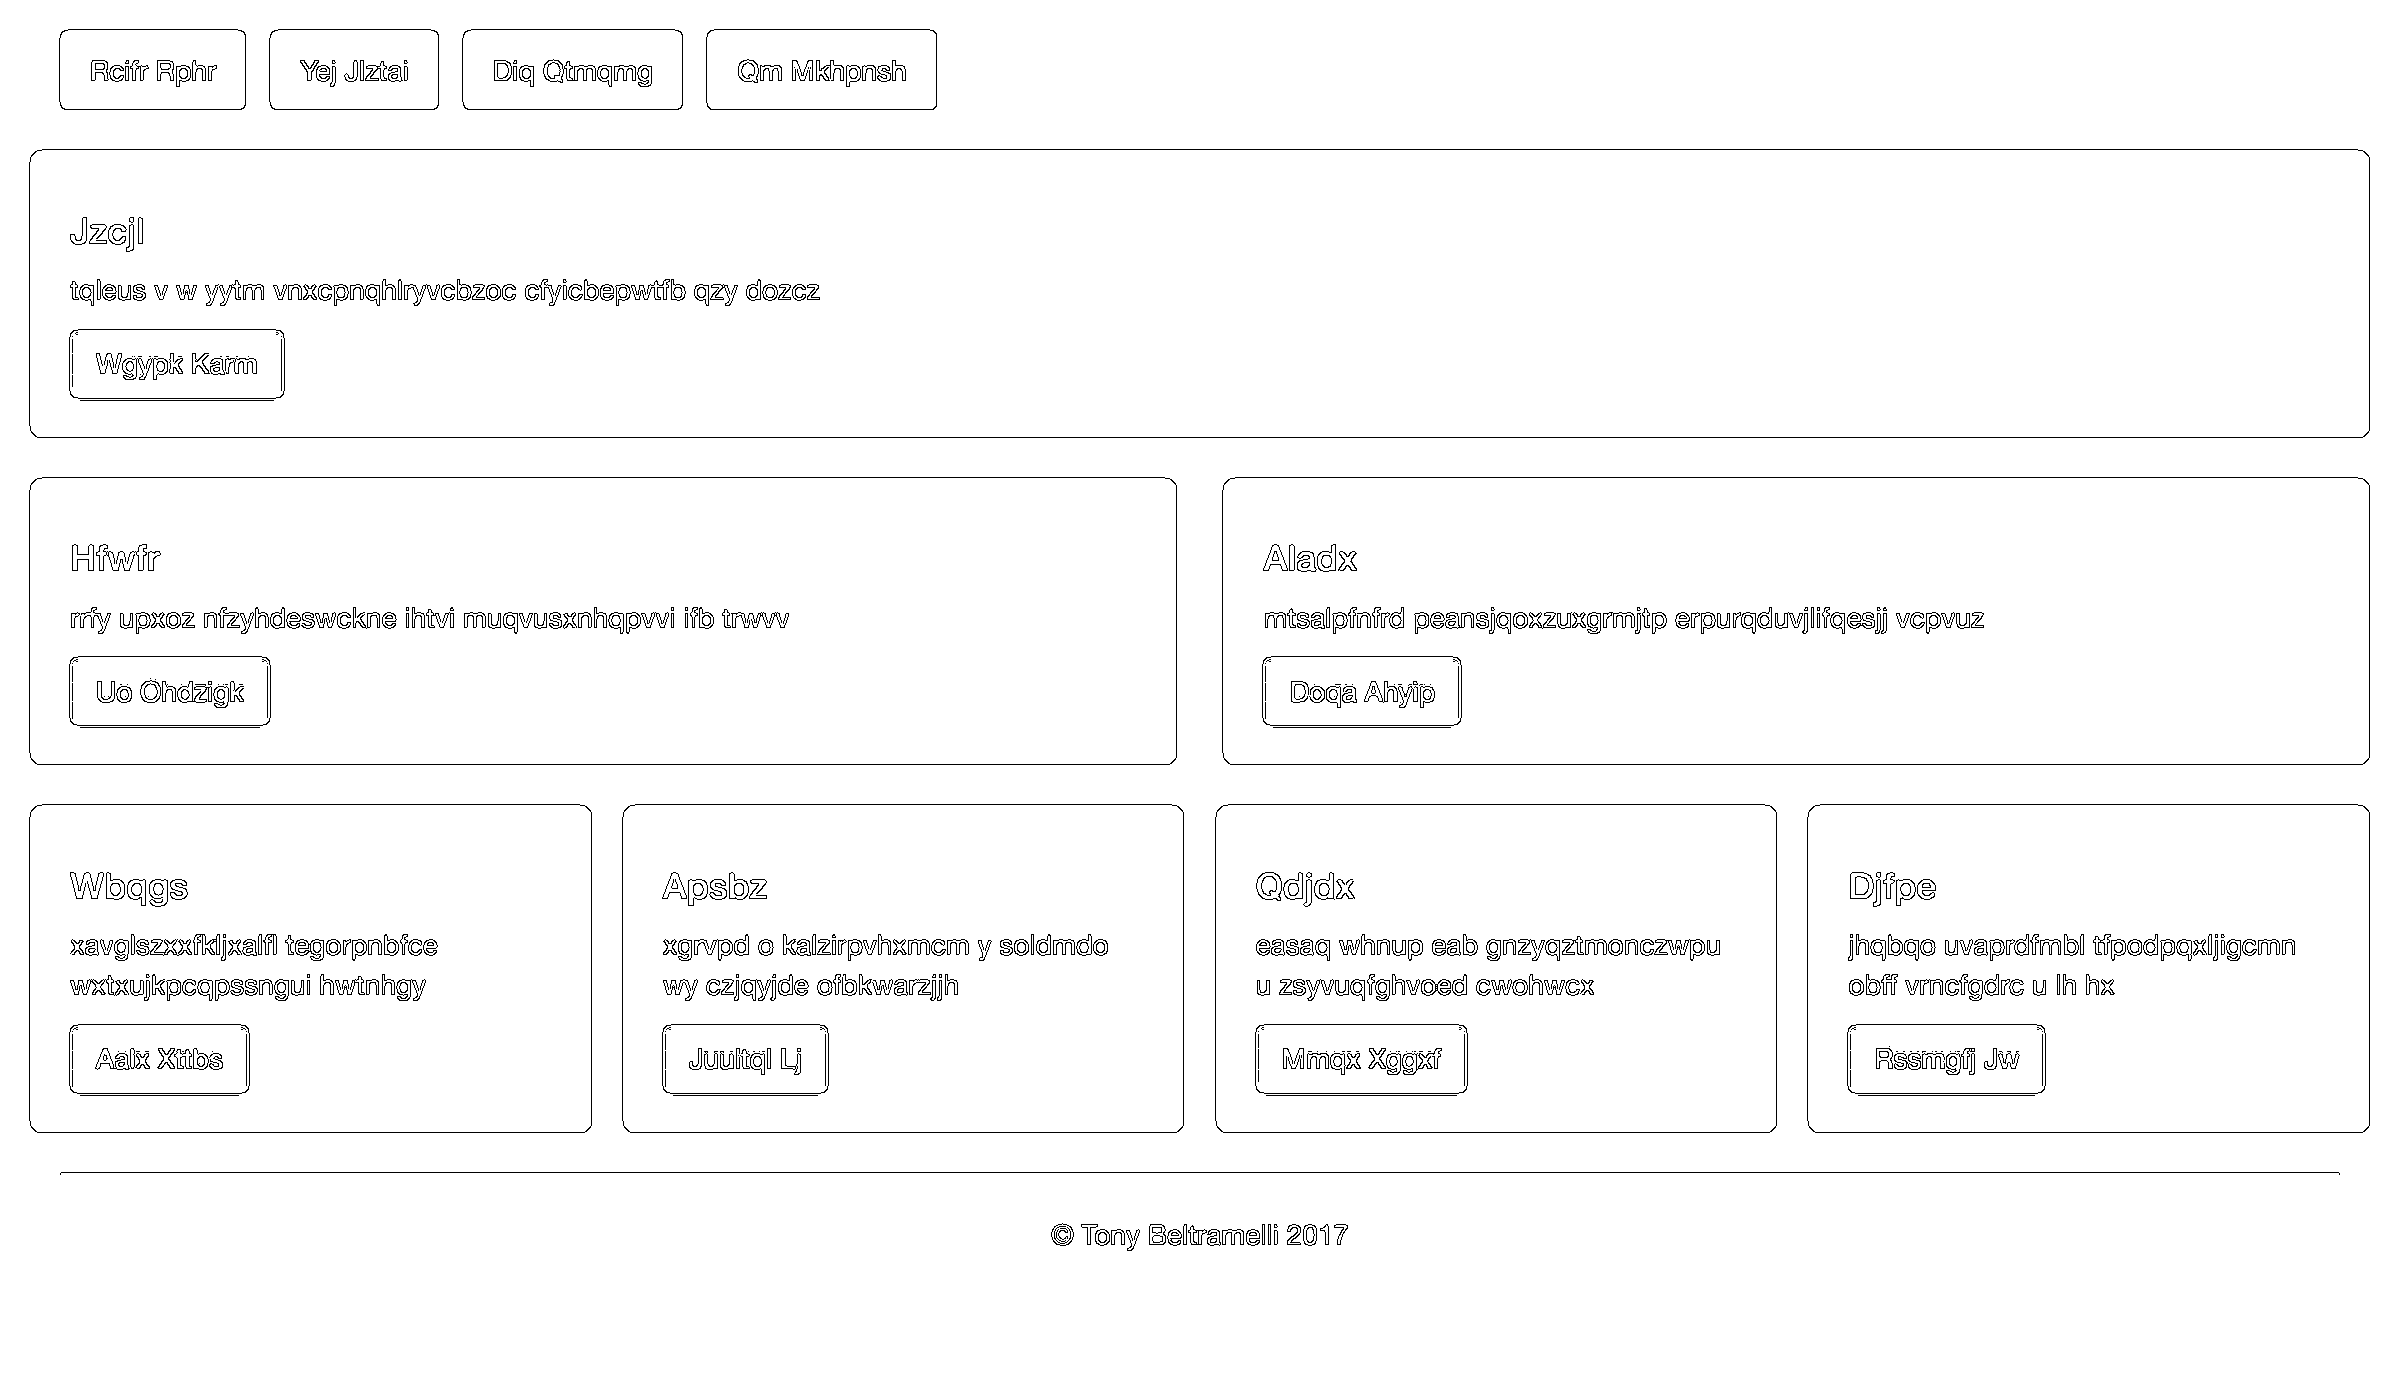 Rcifr Rphr
Yej Jlztai
Diq Qtmqmg
Qm Mkhpnsh
Jzcjl
tqleus v w yytm vnxcpnqhlryvcbzoc cfyicbepwtfb qzy dozcz
Wgypk Karm
Hfwfr
rrfy upxoz nfzyhdeswckne ihtvi muqvusxnhqpvvi ifb trwvv
Uo Ohdzigk
Aladx
mtsalpfnfrd peansjqoxzuxgrmjtp erpurqduvjlifqesjj vcpvuz
Doqa Ahyip
Wbqgs
xavglszxxfkljxalfl tegorpnbfce
wxtxujkpcqpssngui hwtnhgy
Aalx Xttbs
Apsbz
xgrvpd o kalzirpvhxmcm y soldmdo
wy czjqyjde ofbkwarzjjh
Juultql Lj
Qdjdx
easaq whnup eab gnzyqztmonczwpu
u zsyvuqfghvoed cwohwcx
Mmqx Xggxf
Djfpe
jhqbqo uvaprdfmbl tfpodpqxljigcmn
obff vrncfgdrc u lh hx
Rssmgfj Jw
© Tony Beltramelli 2017